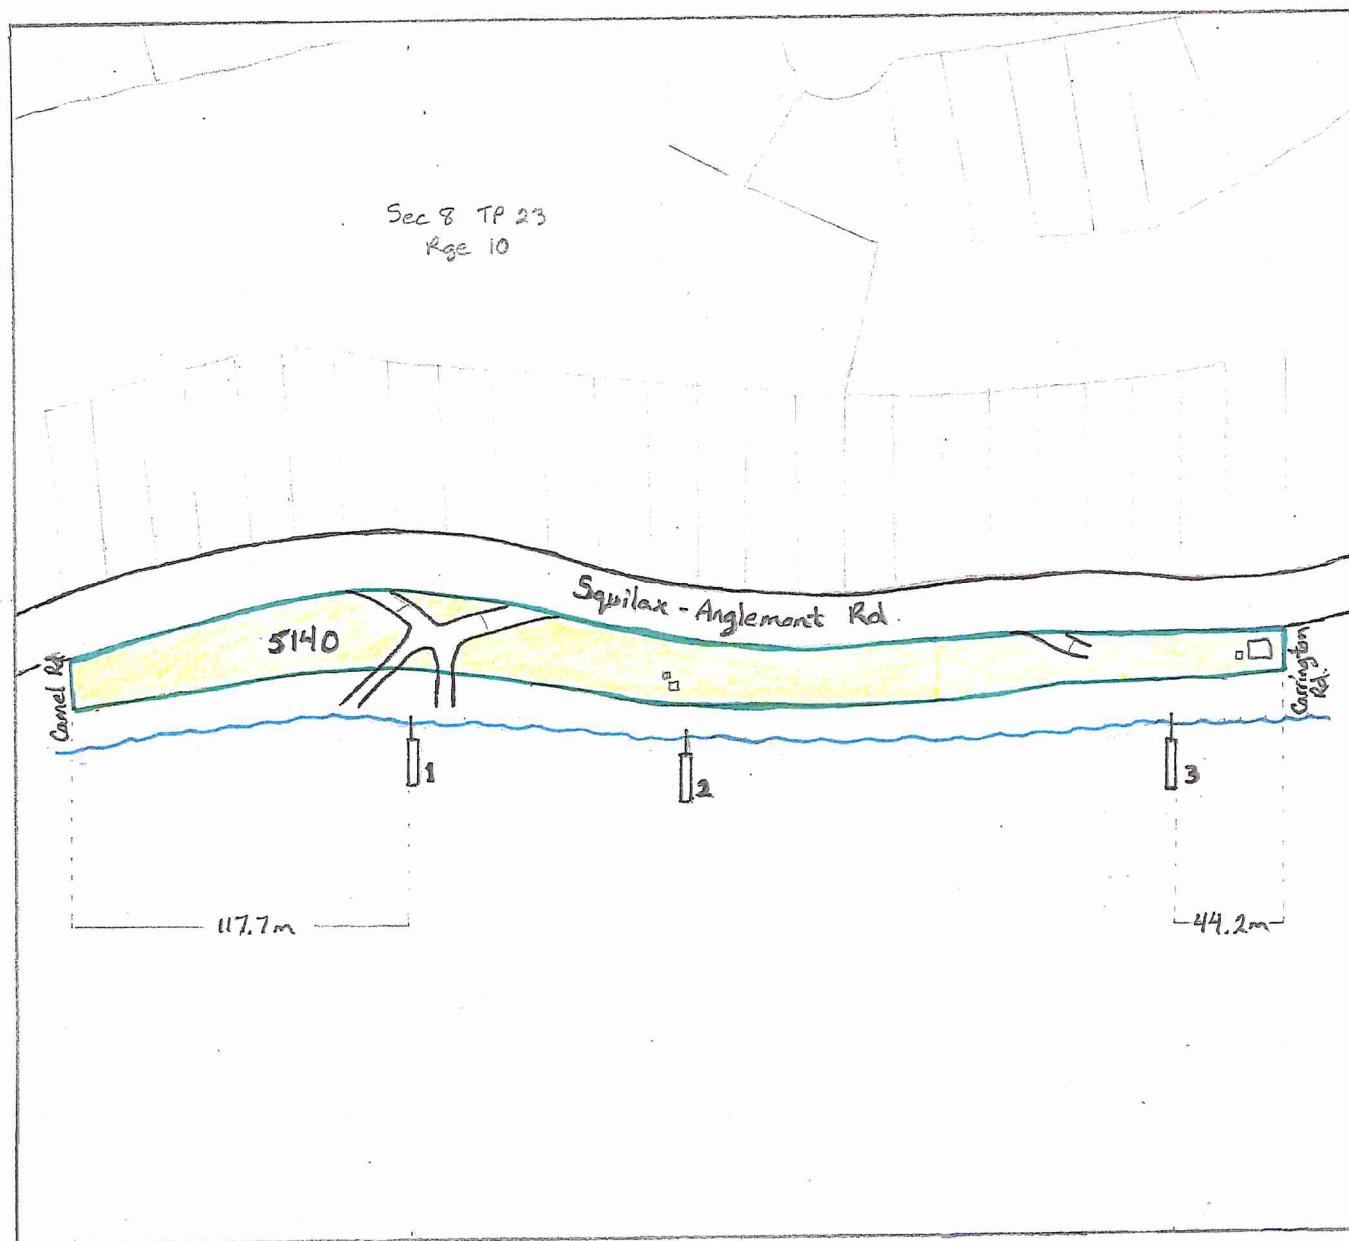 Sec 8 TP 23
Rge 10
Squilax - Anglemont Rd.
5140
Camel Rd.
Carrington
Rd.
1
2
3
117.7m
44.2m